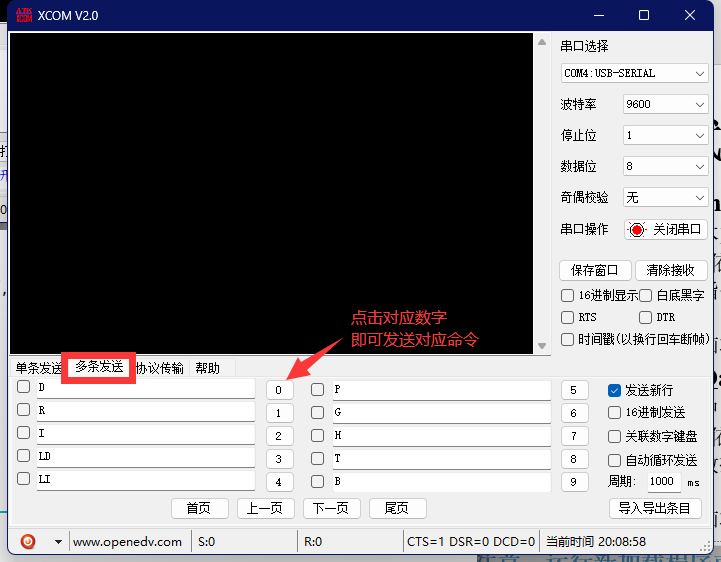 XCOM V2.0
串口选择
COM4:USB-SERIAL
波特率 9600
停止位 1
数据位 8
奇偶校验 无
串口操作 关闭串口
保存窗口 清除接收
16进制显示 白底黑字
RTS DTR
时间戳(以换行回车断帧)
点击对应数字
即可发送对应命令
单条发送 多条发送 协议传输 帮助
D 0 P 5 发送新行
R 1 G 6 16进制发送
I 2 H 7 关联数字键盘
LD 3 T 8 自动循环发送
LI 4 B 9 周期: 1000 ms
首页 上一页 下一页 尾页 导入导出条目
www.openedv.com S:0 R:0 CTS=1 DSR=0 DCD=0 当前时间 20:08:58